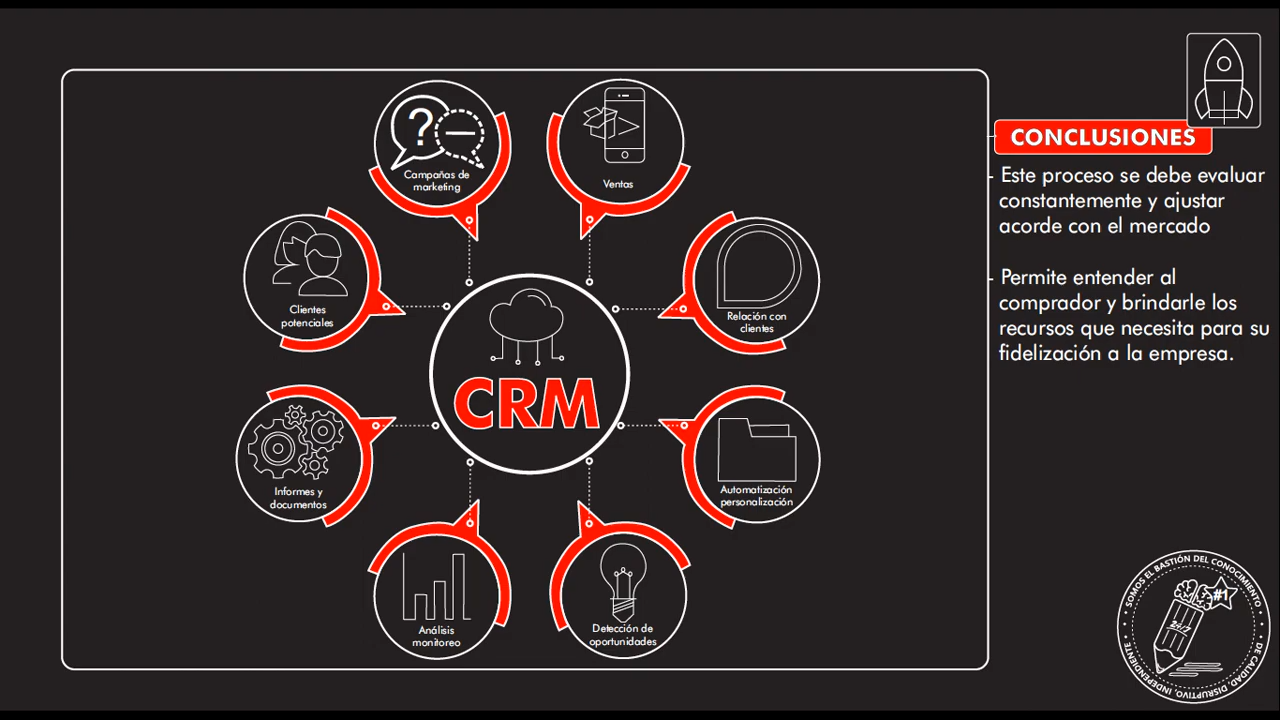 ?
Campañas de
marketing
Ventas
Clientes
potenciales
Relación con
clientes
CRM
Informes y
documentos
Automatización
personalización
Análisis
monitoreo
Detección de
oportunidades
CONCLUSIONES
Este proceso se debe evaluar
constantemente y ajustar
acorde con el mercado
Permite entender al
comprador y brindarle los
recursos que necesita para su
fidelización a la empresa.
SOMOS EL BASTIÓN DEL CONOCIMIENTO
#1
24/7
DE CALIDAD, DISRUPTIVO, INDEPENDIENTE